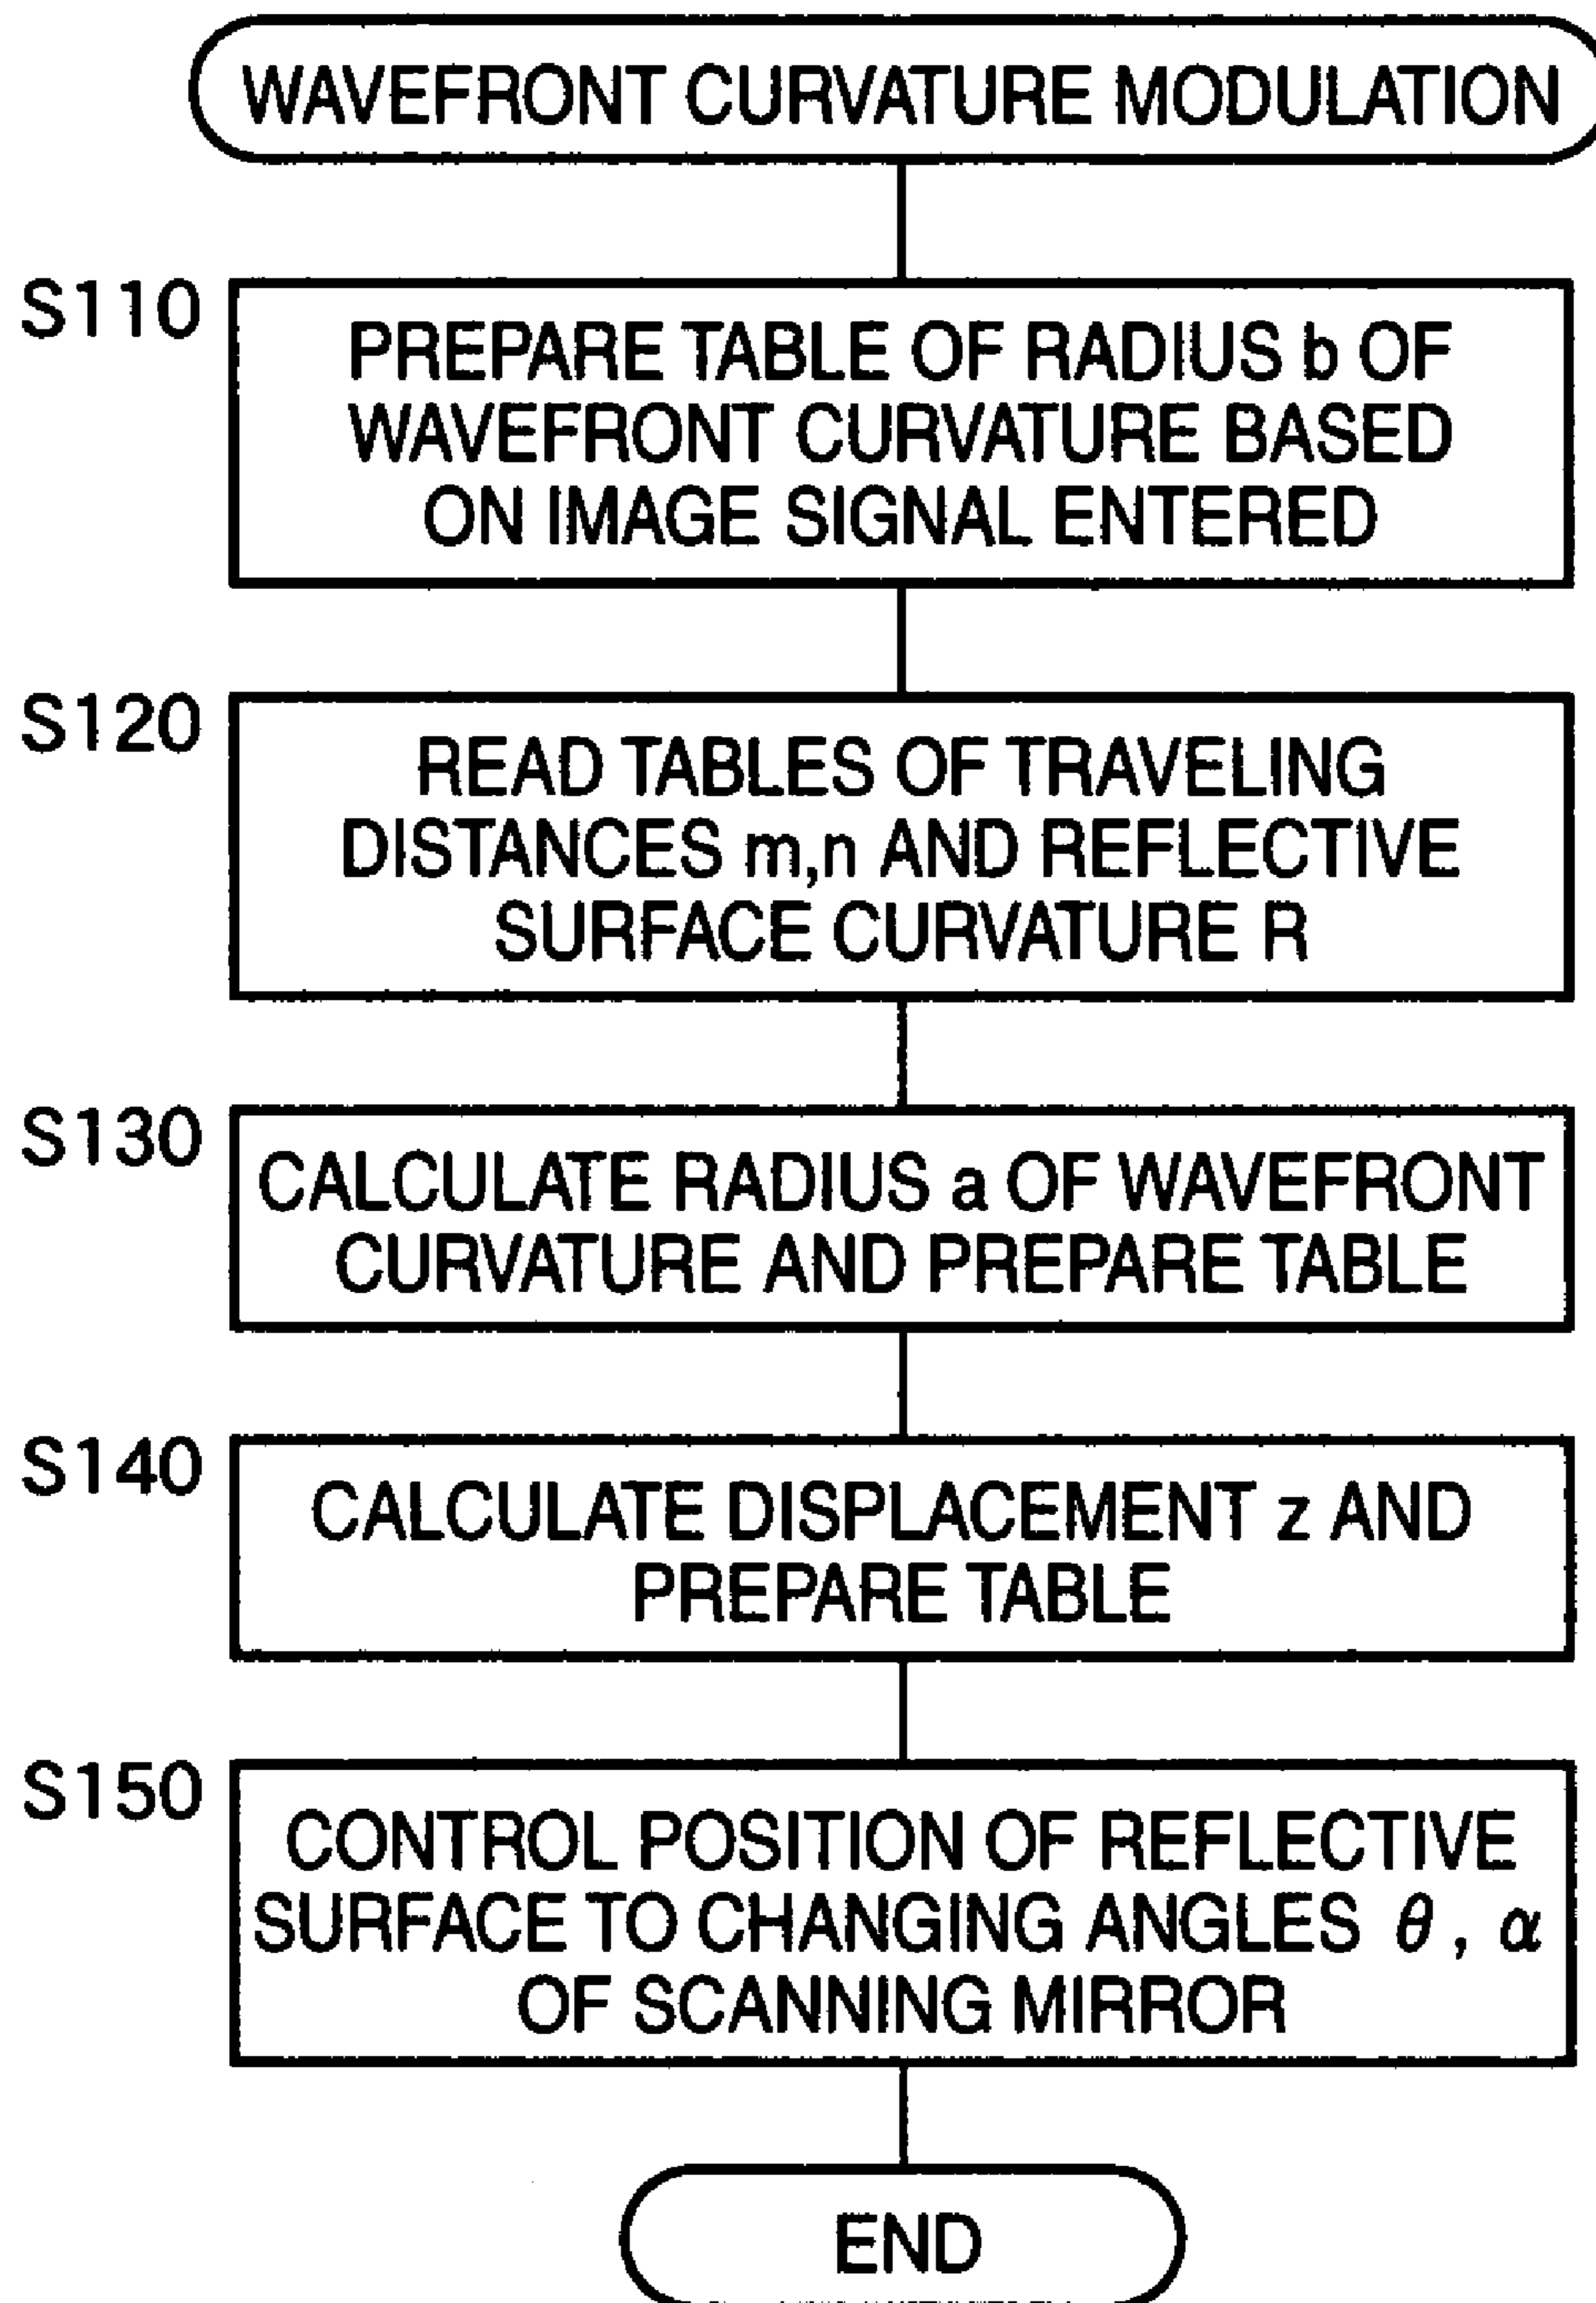 WAVEFRONT CURVATURE MODULATION
S110
PREPARE TABLE OF RADIUS b OF
WAVEFRONT CURVATURE BASED
ON IMAGE SIGNAL ENTERED
S120
READ TABLES OF TRAVELING
DISTANCES m,n AND REFLECTIVE
SURFACE CURVATURE R
S130
CALCULATE RADIUS a OF WAVEFRONT
CURVATURE AND PREPARE TABLE
S140
CALCULATE DISPLACEMENT z AND
PREPARE TABLE
S150
CONTROL POSITION OF REFLECTIVE
SURFACE TO CHANGING ANGLES θ, α
OF SCANNING MIRROR
END